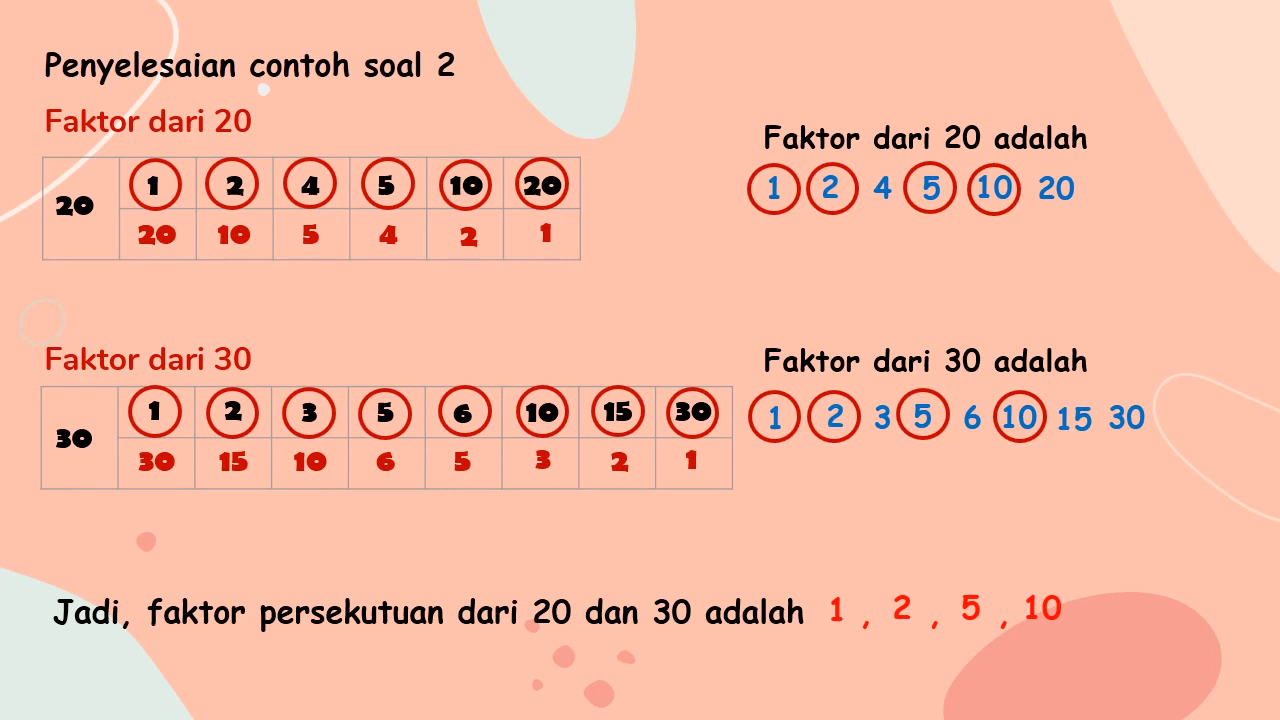 Penyelesaian contoh soal 2
Faktor dari 20
20 1 2 4 5 10 20
20 10 5 4 2 1
Faktor dari 20 adalah
1 2 4 5 10 20
Faktor dari 30
30 1 2 3 5 6 10 15 30
30 15 10 6 5 3 2 1
Faktor dari 30 adalah
1 2 3 5 6 10 15 30
Jadi, faktor persekutuan dari 20 dan 30 adalah 1 , 2 , 5 , 10